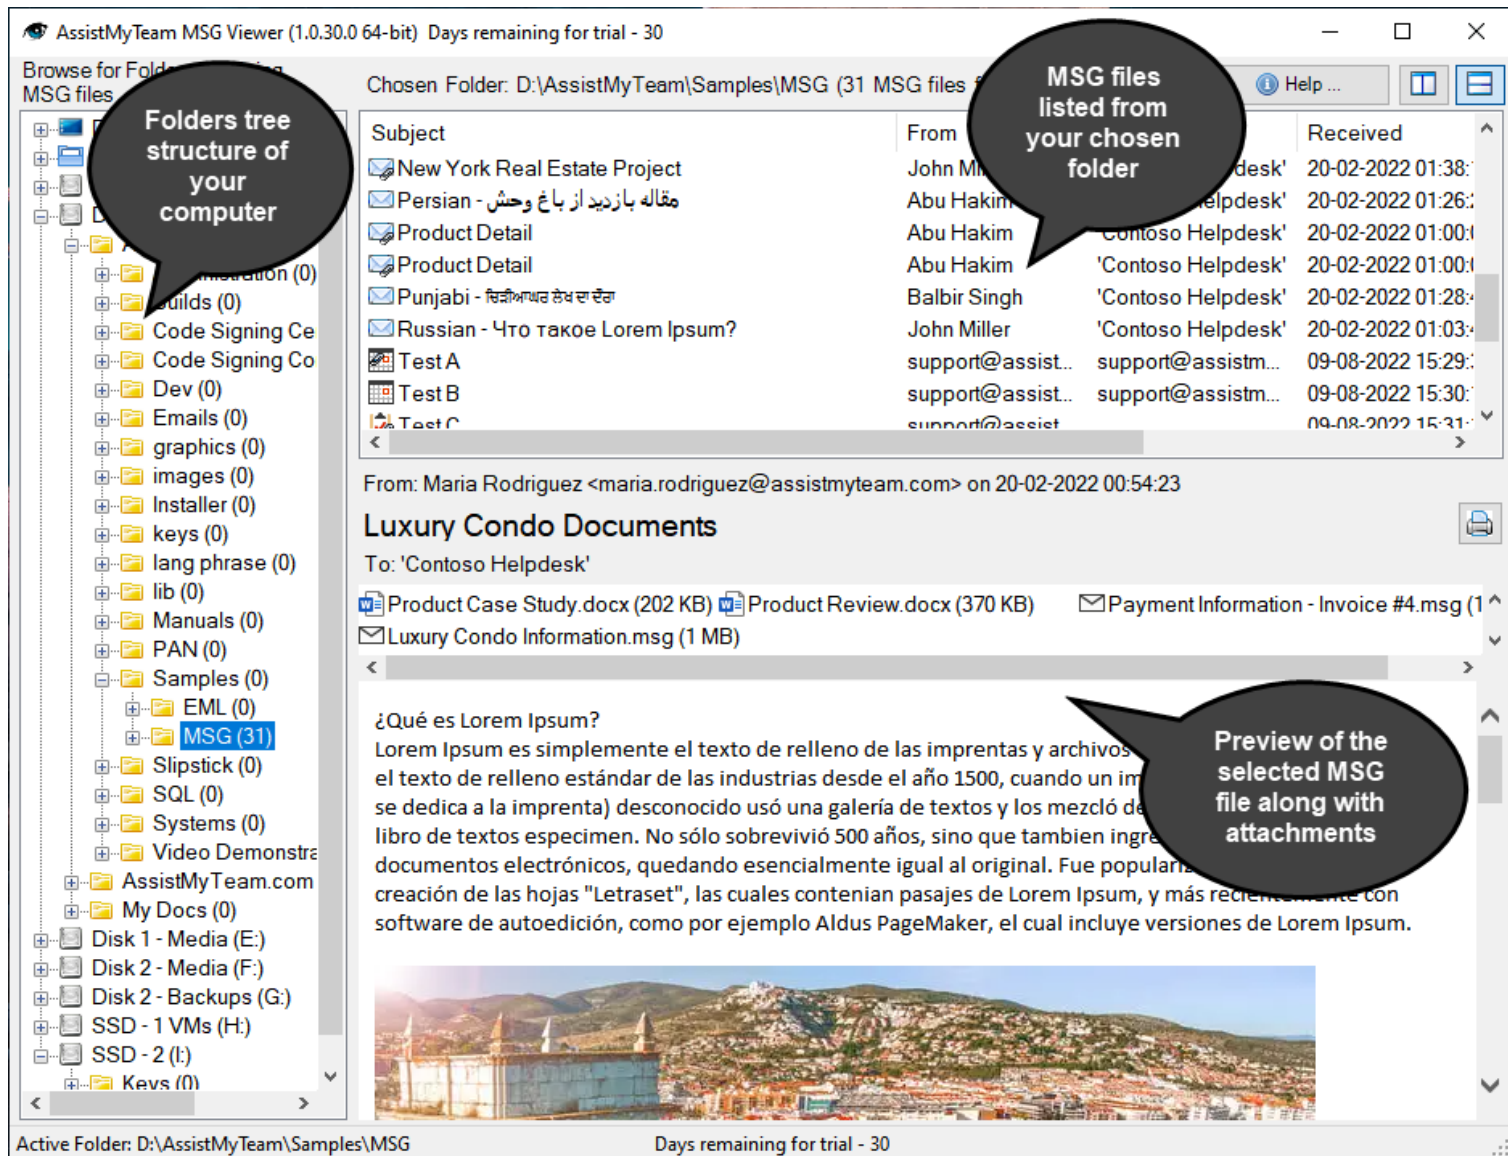 AssistMyTeam MSG Viewer (1.0.30.0 64-bit) Days remaining for trial - 30
Browse for
MSG files
Chosen Folder: D:\AssistMyTeam\Samples\MSG (31 MSG files
Help ...
Folders tree
structure of
your
computer
MSG files
listed from
your chosen
folder
(0)
(0)
Code Signing Ce
Code Signing Co
Dev (0)
Emails (0)
graphics (0)
images (0)
Installer (0)
keys (0)
lang phrase (0)
lib (0)
Manuals (0)
PAN (0)
Samples (0)
EML (0)
MSG (31)
Slipstick (0)
SQL (0)
Systems (0)
Video Demonstra
AssistMyTeam.com
My Docs (0)
Disk 1 - Media (E:)
Disk 2 - Media (F:)
Disk 2 - Backups (G:)
SSD - 1 VMs (H:)
SSD - 2 (I:)
Keys (0)
Subject From Received
New York Real Estate Project John 20-02-2022 01:38:
Persian - مقاله بازدید از باغ وحش Abu Hakim 20-02-2022 01:26:
Product Detail Abu Hakim 'Contoso Helpdesk' 20-02-2022 01:00:
Product Detail Abu Hakim 'Contoso Helpdesk' 20-02-2022 01:00:
Punjabi - ਚਿੜੀਆਘਰ ਲੇਖ ਦਾ ਦੌਰਾ Balbir Singh 'Contoso Helpdesk' 20-02-2022 01:28:
Russian - Что такое Lorem Ipsum? John Miller 'Contoso Helpdesk' 20-02-2022 01:03:
Test A support@assist... support@assistm... 09-08-2022 15:29:
Test B support@assist... support@assistm... 09-08-2022 15:30:
Test C support@assist 09-08-2022 15:31:
From: Maria Rodriguez <maria.rodriguez@assistmyteam.com> on 20-02-2022 00:54:23
Luxury Condo Documents
To: 'Contoso Helpdesk'
Product Case Study.docx (202 KB) Product Review.docx (370 KB) Payment Information - Invoice #4.msg (1
Luxury Condo Information.msg (1 MB)
¿Qué es Lorem Ipsum?
Lorem Ipsum es simplemente el texto de relleno de las imprentas y archivos
el texto de relleno estándar de las industrias desde el año 1500, cuando un
se dedica a la imprenta) desconocido usó una galería de textos y los mezcló
libro de textos especimen. No sólo sobrevivió 500 años, sino que tambien
documentos electrónicos, quedando esencialmente igual al original. Fue
creación de las hojas "Letraset", las cuales contenian pasajes de Lorem Ipsum, y más recientemente con
software de autoedición, como por ejemplo Aldus PageMaker, el cual incluye versiones de Lorem Ipsum.
Preview of the
selected MSG
file along with
attachments
Active Folder: D:\AssistMyTeam\Samples\MSG
Days remaining for trial - 30